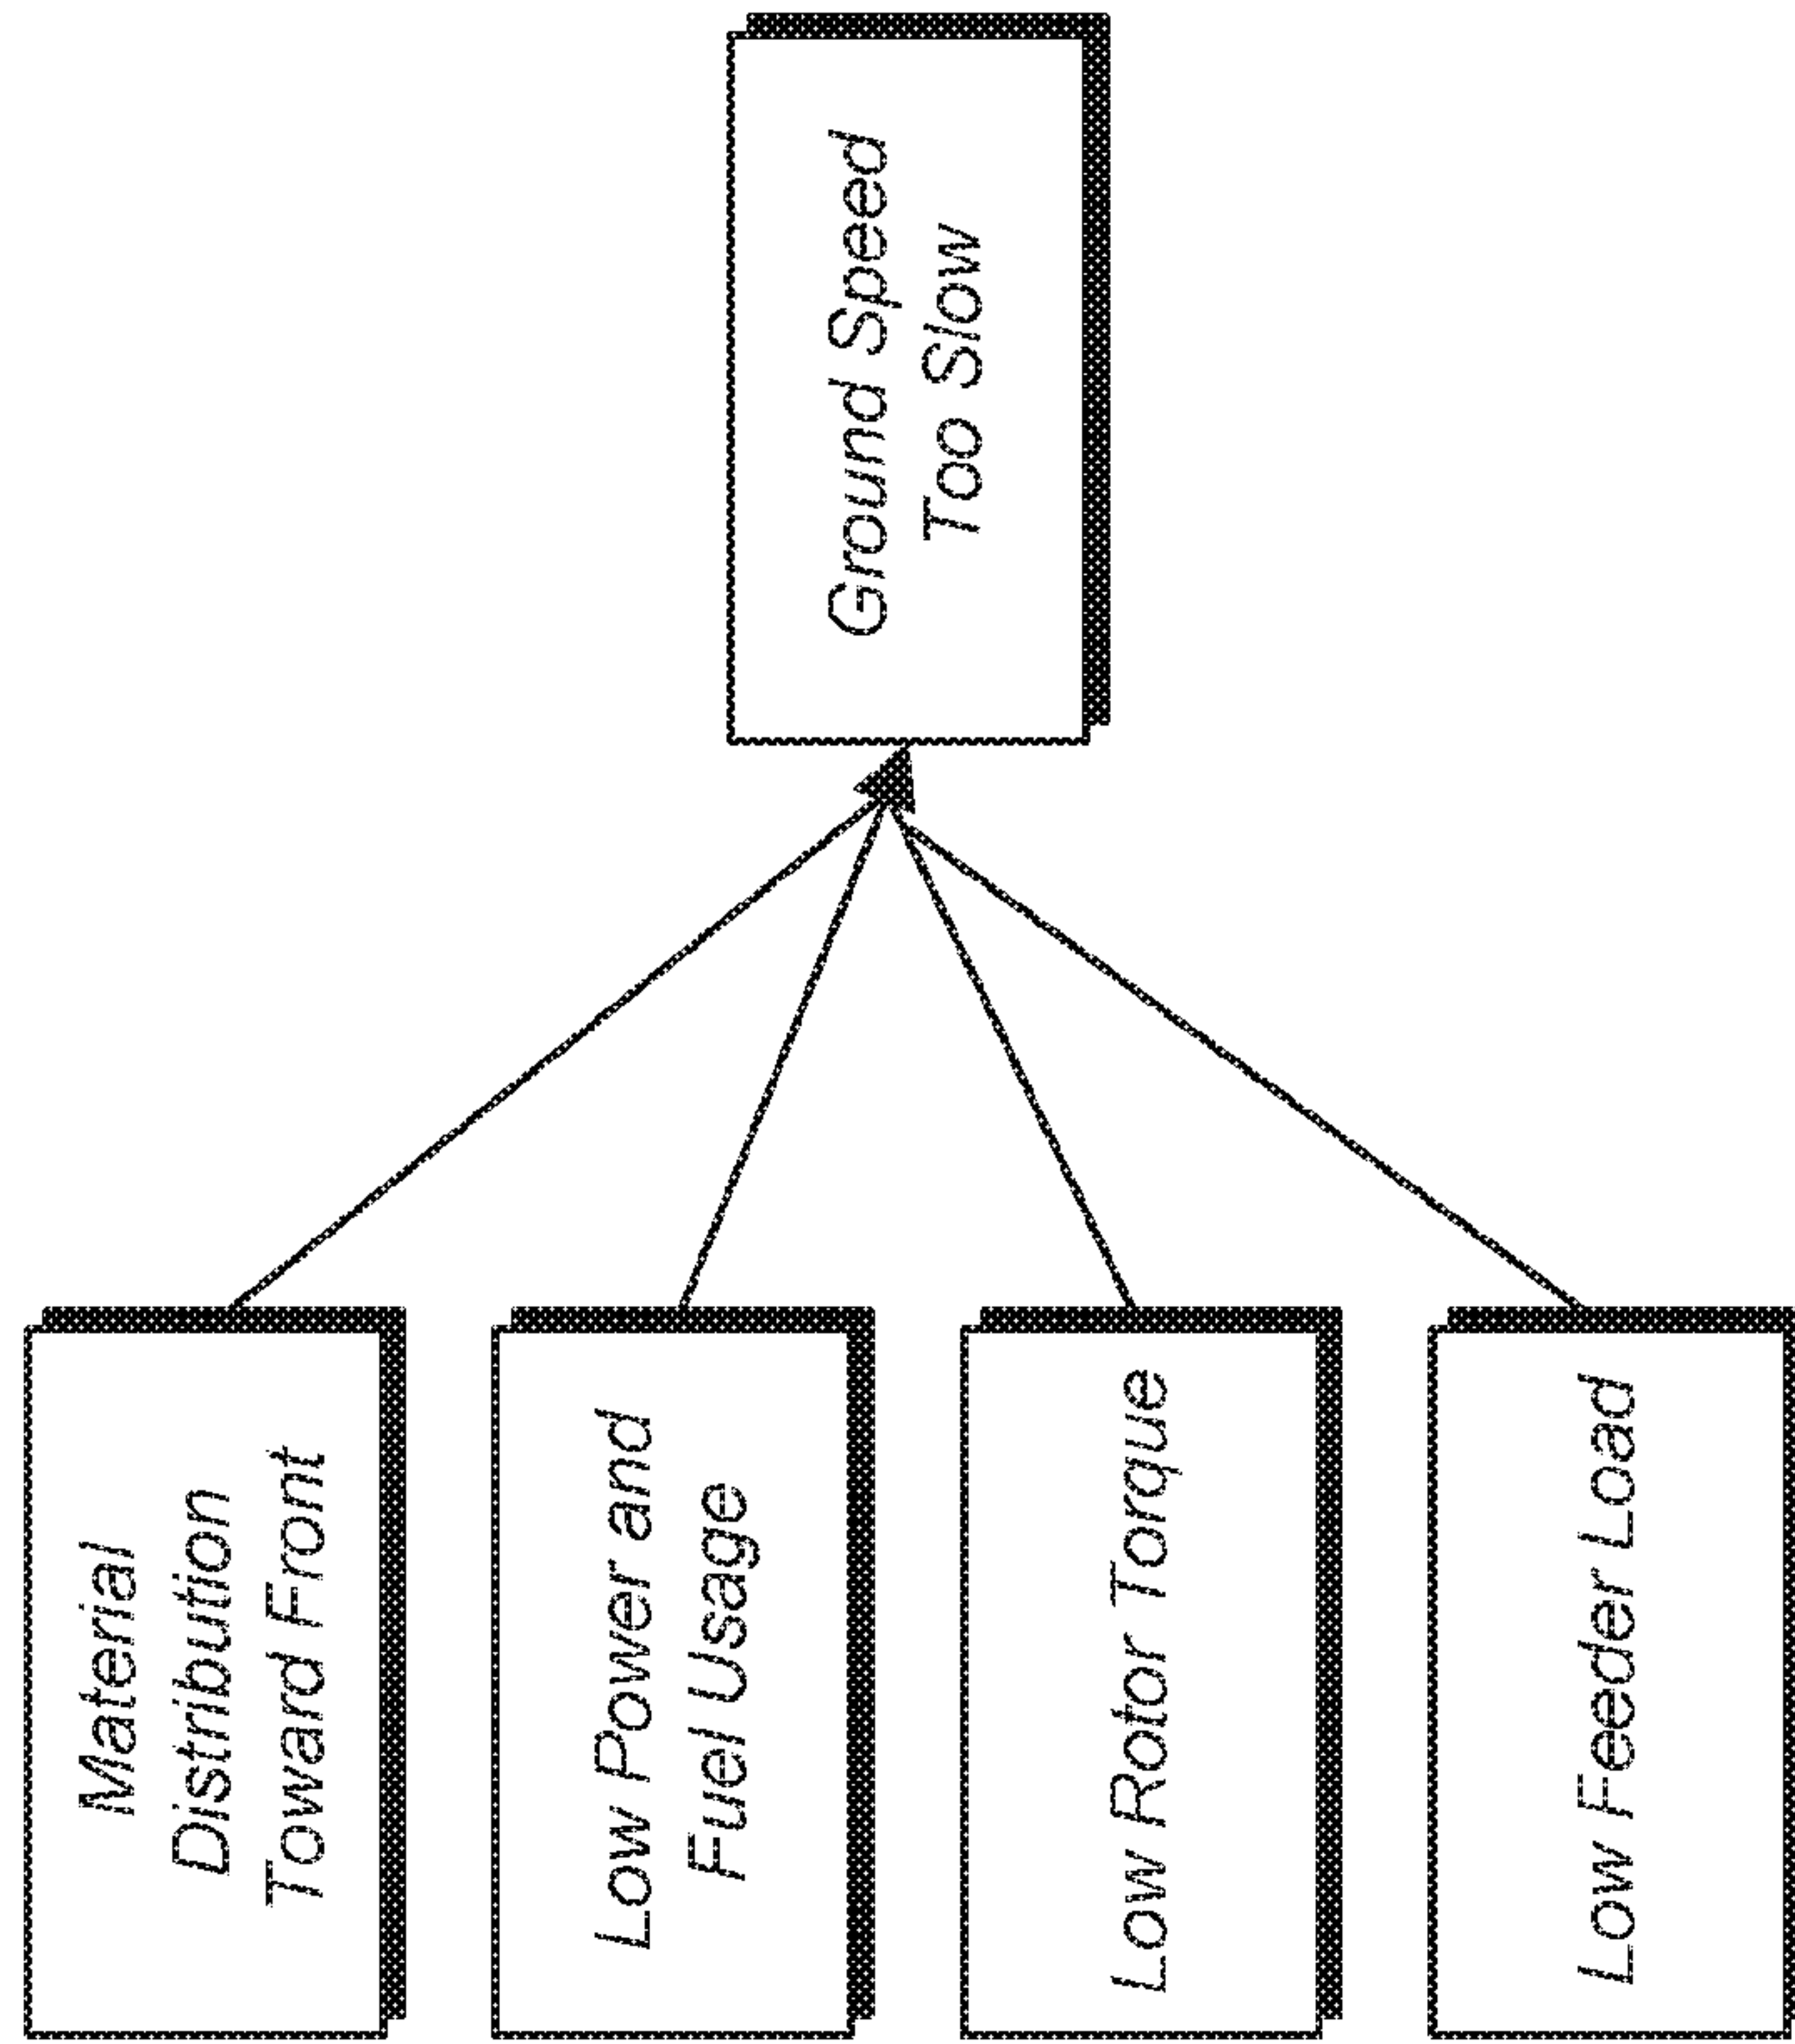 Material
Distribution
Toward Front
Low Power and
Fuel Usage
Low Rotor Torque
Low Feeder Load
Ground Speed
Too Slow